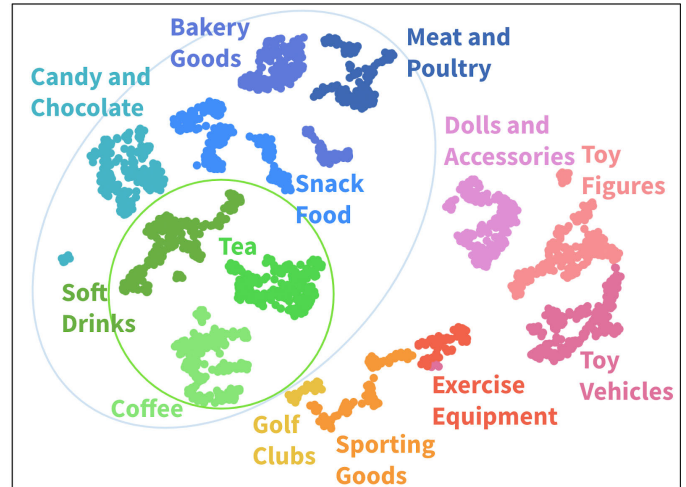 Bakery
Goods
Meat and
Poultry
Candy and
Chocolate
Dolls and
Accessories
Toy
Figures
Snack
Food
Tea
Soft
Drinks
Coffee
Golf
Clubs
Sporting
Goods
Exercise
Equipment
Toy
Vehicles